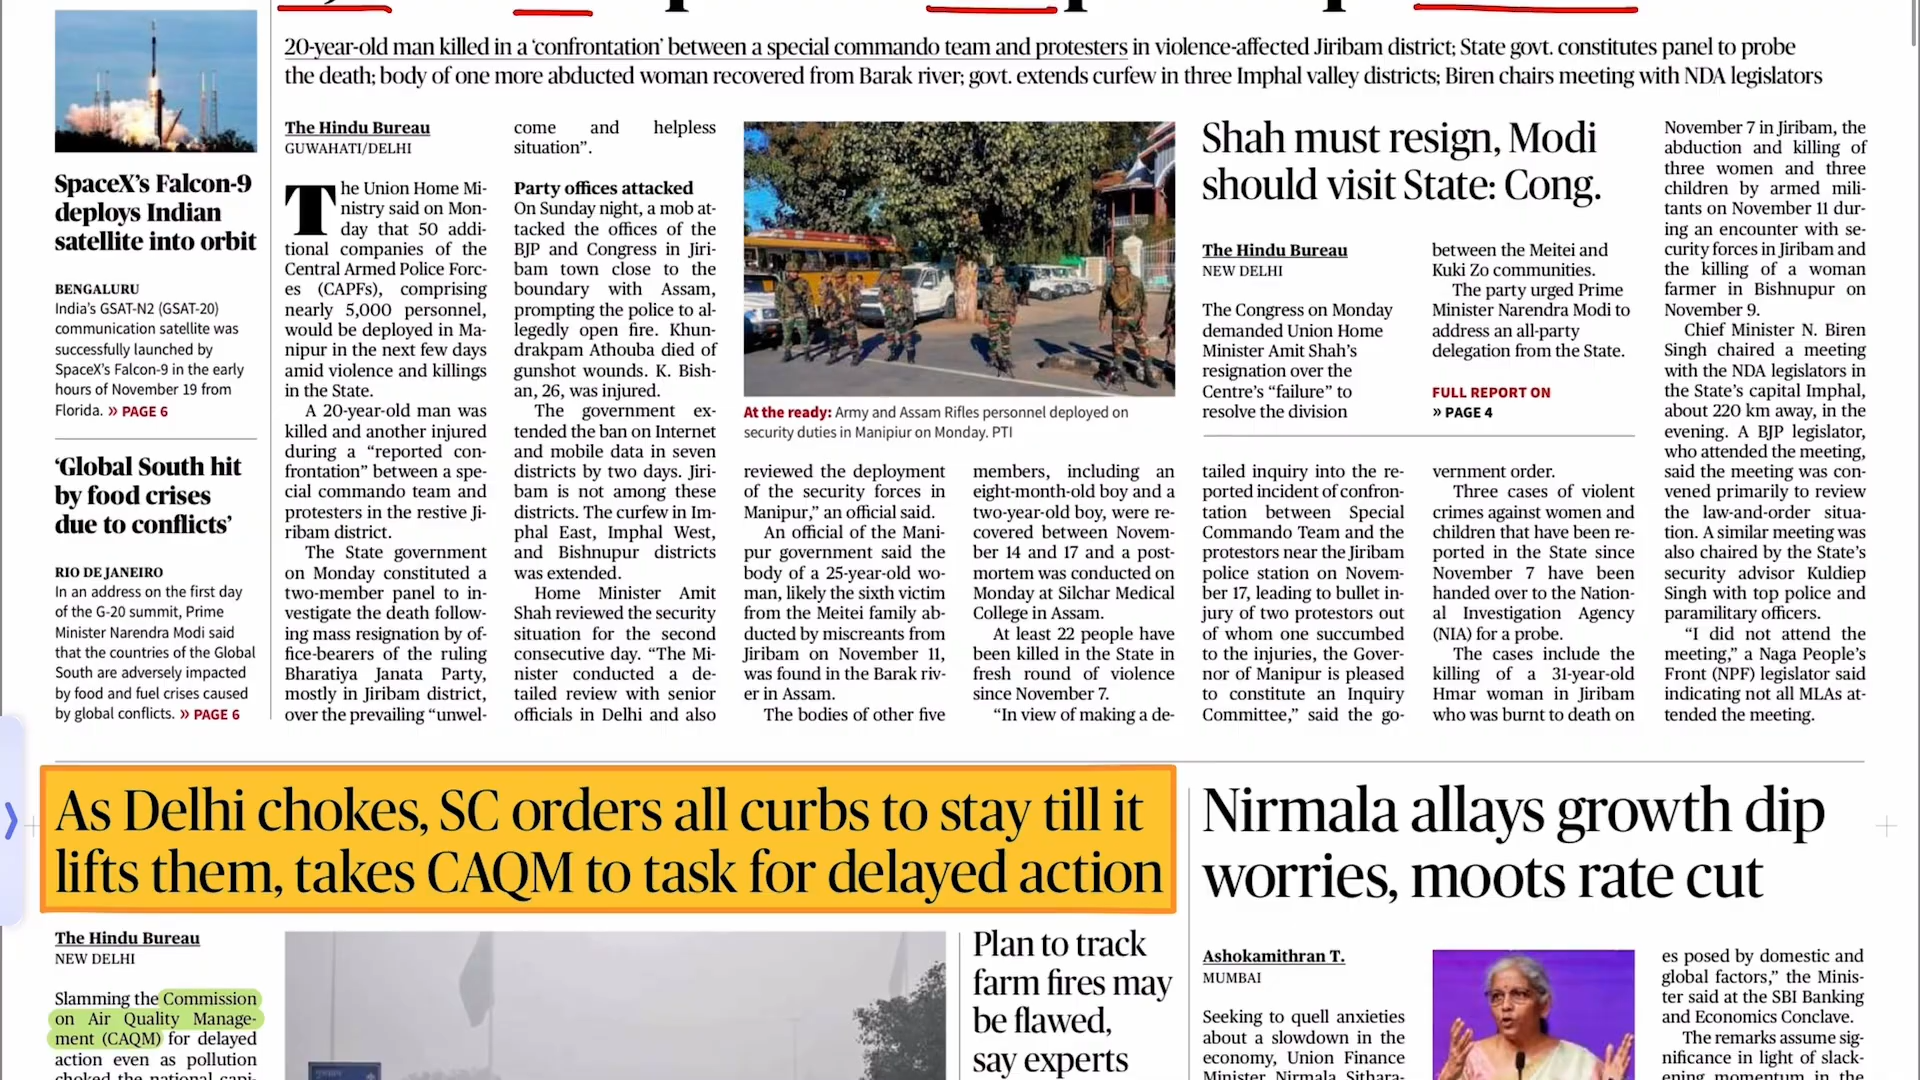 20-year-old man killed in a ‘confrontation’ between a special commando team and protesters in violence-affected Jiribam district; State govt. constitutes panel to probe
the death; body of one more abducted woman recovered from Barak river; govt. extends curfew in three Imphal valley districts; Biren chairs meeting with NDA legislators
SpaceX’s Falcon-9
deploys Indian
satellite into orbit
BENGALURU
India’s GSAT-N2 (GSAT-20)
communication satellite was
successfully launched by
SpaceX’s Falcon-9 in the early
hours of November 19 from
Florida. » PAGE 6
‘Global South hit
by food crises
due to conflicts’
RIO DE JANEIRO
In an address on the first day
of the G-20 summit, Prime
Minister Narendra Modi said
that the countries of the Global
South are adversely impacted
by food and fuel crises caused
by global conflicts. » PAGE 6
The Hindu Bureau
GUWAHATI/DELHI
The Union Home Mi-
nistry said on Mon-
day that 50 addi-
tional companies of the
Central Armed Police Forc-
es (CAPFs), comprising
nearly 5,000 personnel,
would be deployed in Ma-
nipur in the next few days
amid violence and killings
in the State.
A 20-year-old man was
killed and another injured
during a “reported con-
frontation” between a spe-
cial commando team and
protesters in the restive Ji-
ribam district.
The State government
on Monday constituted a
two-member panel to in-
vestigate the death follow-
ing mass resignation by of-
fice-bearers of the ruling
Bharatiya Janata Party,
mostly in Jiribam district,
over the prevailing “unwel-
come and helpless
situation”.
Party offices attacked
On Sunday night, a mob at-
tacked the offices of the
BJP and Congress in Jiri-
bam town close to the
boundary with Assam,
prompting the police to al-
legedly open fire. Khun-
drakpam Athouba died of
gunshot wounds. K. Bish-
an, 26, was injured.
The government ex-
tended the ban on Internet
and mobile data in seven
districts by two days. Jiri-
bam is not among these
districts. The curfew in Im-
phal East, Imphal West,
and Bishnupur districts
was extended.
Home Minister Amit
Shah reviewed the security
situation for the second
consecutive day. “The Mi-
nister conducted a de-
tailed review with senior
officials in Delhi and also
At the ready: Army and Assam Rifles personnel deployed on
security duties in Manipiur on Monday. PTI
reviewed the deployment
of the security forces in
Manipur,” an official said.
An official of the Mani-
pur government said the
body of a 25-year-old wo-
man, likely the sixth victim
from the Meitei family ab-
ducted by miscreants from
Jiribam on November 11,
was found in the Barak riv-
er in Assam.
The bodies of other five
members, including an
eight-month-old boy and a
two-year-old boy, were re-
covered between Novem-
ber 14 and 17 and a post-
mortem was conducted on
Monday at Silchar Medical
College in Assam.
At least 22 people have
been killed in the State in
fresh round of violence
since November 7.
“In view of making a de-
tailed inquiry into the re-
ported incident of confron-
tation between Special
Commando Team and the
protestors near the Jiribam
police station on Novem-
ber 17, leading to bullet in-
jury of two protestors out
of whom one succumbed
to the injuries, the Gover-
nor of Manipur is pleased
to constitute an Inquiry
Committee,” said the go-
vernment order.
Three cases of violent
crimes against women and
children that have been re-
ported in the State since
November 7 have been
handed over to the Nation-
al Investigation Agency
(NIA) for a probe.
The cases include the
killing of a 31-year-old
Hmar woman in Jiribam
who was burnt to death on
November 7 in Jiribam, the
abduction and killing of
three women and three
children by armed mili-
tants on November 11 dur-
ing an encounter with se-
curity forces in Jiribam and
the killing of a woman
farmer in Bishnupur on
November 9.
Chief Minister N. Biren
Singh chaired a meeting
with the NDA legislators in
the State’s capital Imphal,
about 220 km away, in the
evening. A BJP legislator,
who attended the meeting,
said the meeting was con-
vened primarily to review
the law-and-order situa-
tion. A similar meeting was
also chaired by the State’s
security advisor Kuldiep
Singh with top police and
paramilitary officers.
“I did not attend the
meeting,” a Naga People’s
Front (NPF) legislator said
indicating not all MLAs at-
tended the meeting.
Shah must resign, Modi
should visit State: Cong.
The Hindu Bureau
NEW DELHI
The Congress on Monday
demanded Union Home
Minister Amit Shah’s
resignation over the
Centre’s “failure” to
resolve the division
between the Meitei and
Kuki Zo communities.
The party urged Prime
Minister Narendra Modi to
address an all-party
delegation from the State.
FULL REPORT ON
» PAGE 4
As Delhi chokes, SC orders all curbs to stay till it
lifts them, takes CAQM to task for delayed action
The Hindu Bureau
NEW DELHI
Slamming the Commission
on Air Quality Manage-
ment (CAQM) for delayed
action even as pollution
choked the national capi-
Plan to track
farm fires may
be flawed,
say experts
Nirmala allays growth dip
worries, moots rate cut
Ashokamithran T.
MUMBAI
Seeking to quell anxieties
about a slowdown in the
economy, Union Finance
Minister Nirmala Sithara-
es posed by domestic and
global factors,” the Minis-
ter said at the SBI Banking
and Economics Conclave.
The remarks assume sig-
nificance in light of slack-
ening momentum in the